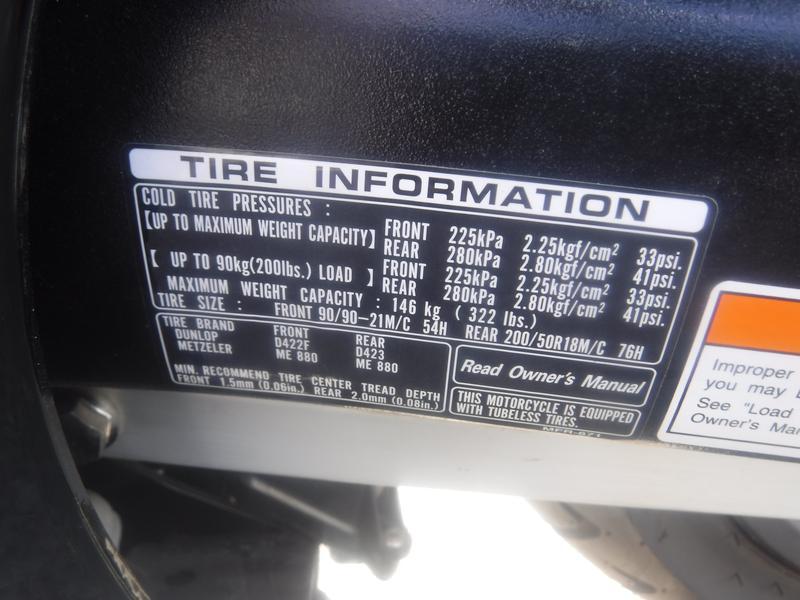 TIRE INFORMATION
COLD TIRE PRESSURES :
[UP TO MAXIMUM WEIGHT CAPACITY] FRONT 225kPa 2.25kgf/cm² 33psi.
REAR 280kPa 2.80kgf/cm² 41psi.
[ UP TO 90kg(200lbs.) LOAD ] FRONT 225kPa 2.25kgf/cm² 33psi.
REAR 280kPa 2.80kgf/cm² 41psi.
MAXIMUM WEIGHT CAPACITY : 146 kg ( 322 lbs.)
TIRE SIZE : FRONT 90/90–21M/C 54H REAR 200/50R18M/C 76H
TIRE BRAND FRONT REAR
DUNLOP D422F D423
METZELER ME 880 ME 880
MIN. RECOMMEND TIRE CENTER TREAD DEPTH
FRONT 1.5mm (0.06in.) REAR 2.0mm (0.08in.)
Read Owner's Manual
THIS MOTORCYCLE IS EQUIPPED
WITH TUBELESS TIRES.
Improper
you may
See "Load
Owner's